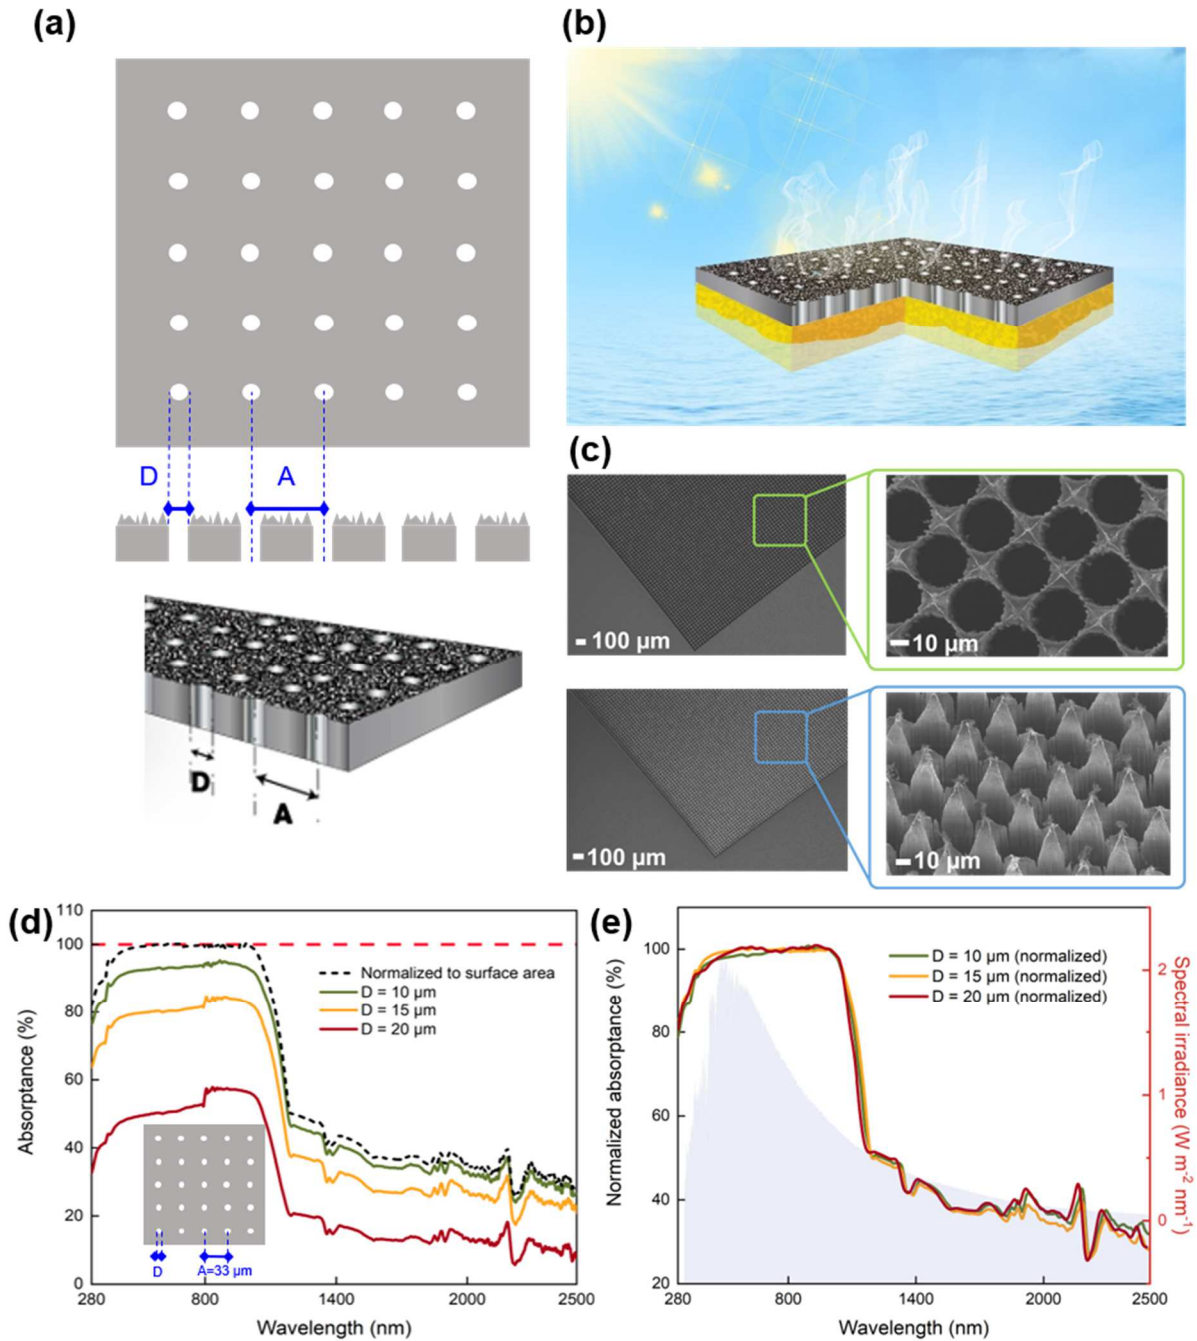 (a)
D
A
D
A
(b)
(c)
100 µm
10 µm
100 µm
10 µm
(d)
110
100
80
60
40
20
0
Absorptance (%)
Normalized to surface area
D = 10 µm
D = 15 µm
D = 20 µm
D
A=33 µm
280
800
1400
2000
2500
Wavelength (nm)
(e)
100
80
60
40
20
Normalized absorptance (%)
D = 10 µm (normalized)
D = 15 µm (normalized)
D = 20 µm (normalized)
2
1
0
Spectral irradiance (W m⁻² nm⁻¹)
280
800
1400
2000
2500
Wavelength (nm)